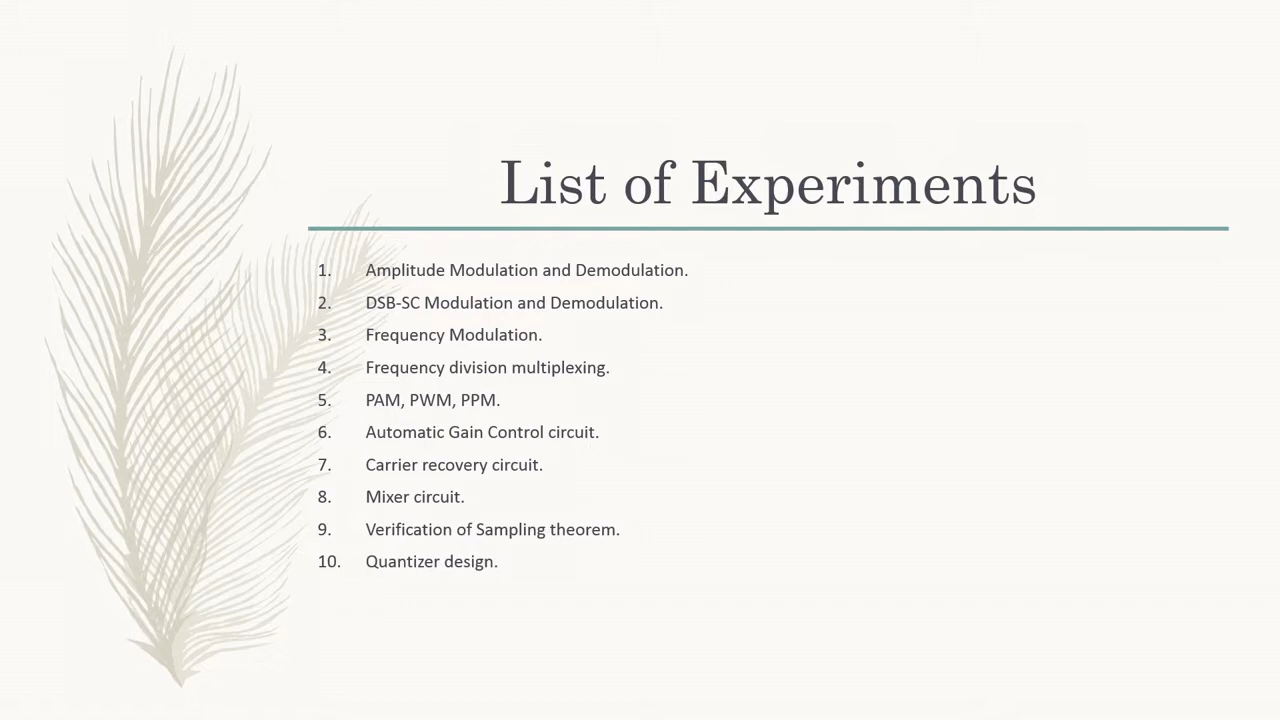 List of Experiments
1. Amplitude Modulation and Demodulation.
2. DSB-SC Modulation and Demodulation.
3. Frequency Modulation.
4. Frequency division multiplexing.
5. PAM, PWM, PPM.
6. Automatic Gain Control circuit.
7. Carrier recovery circuit.
8. Mixer circuit.
9. Verification of Sampling theorem.
10. Quantizer design.